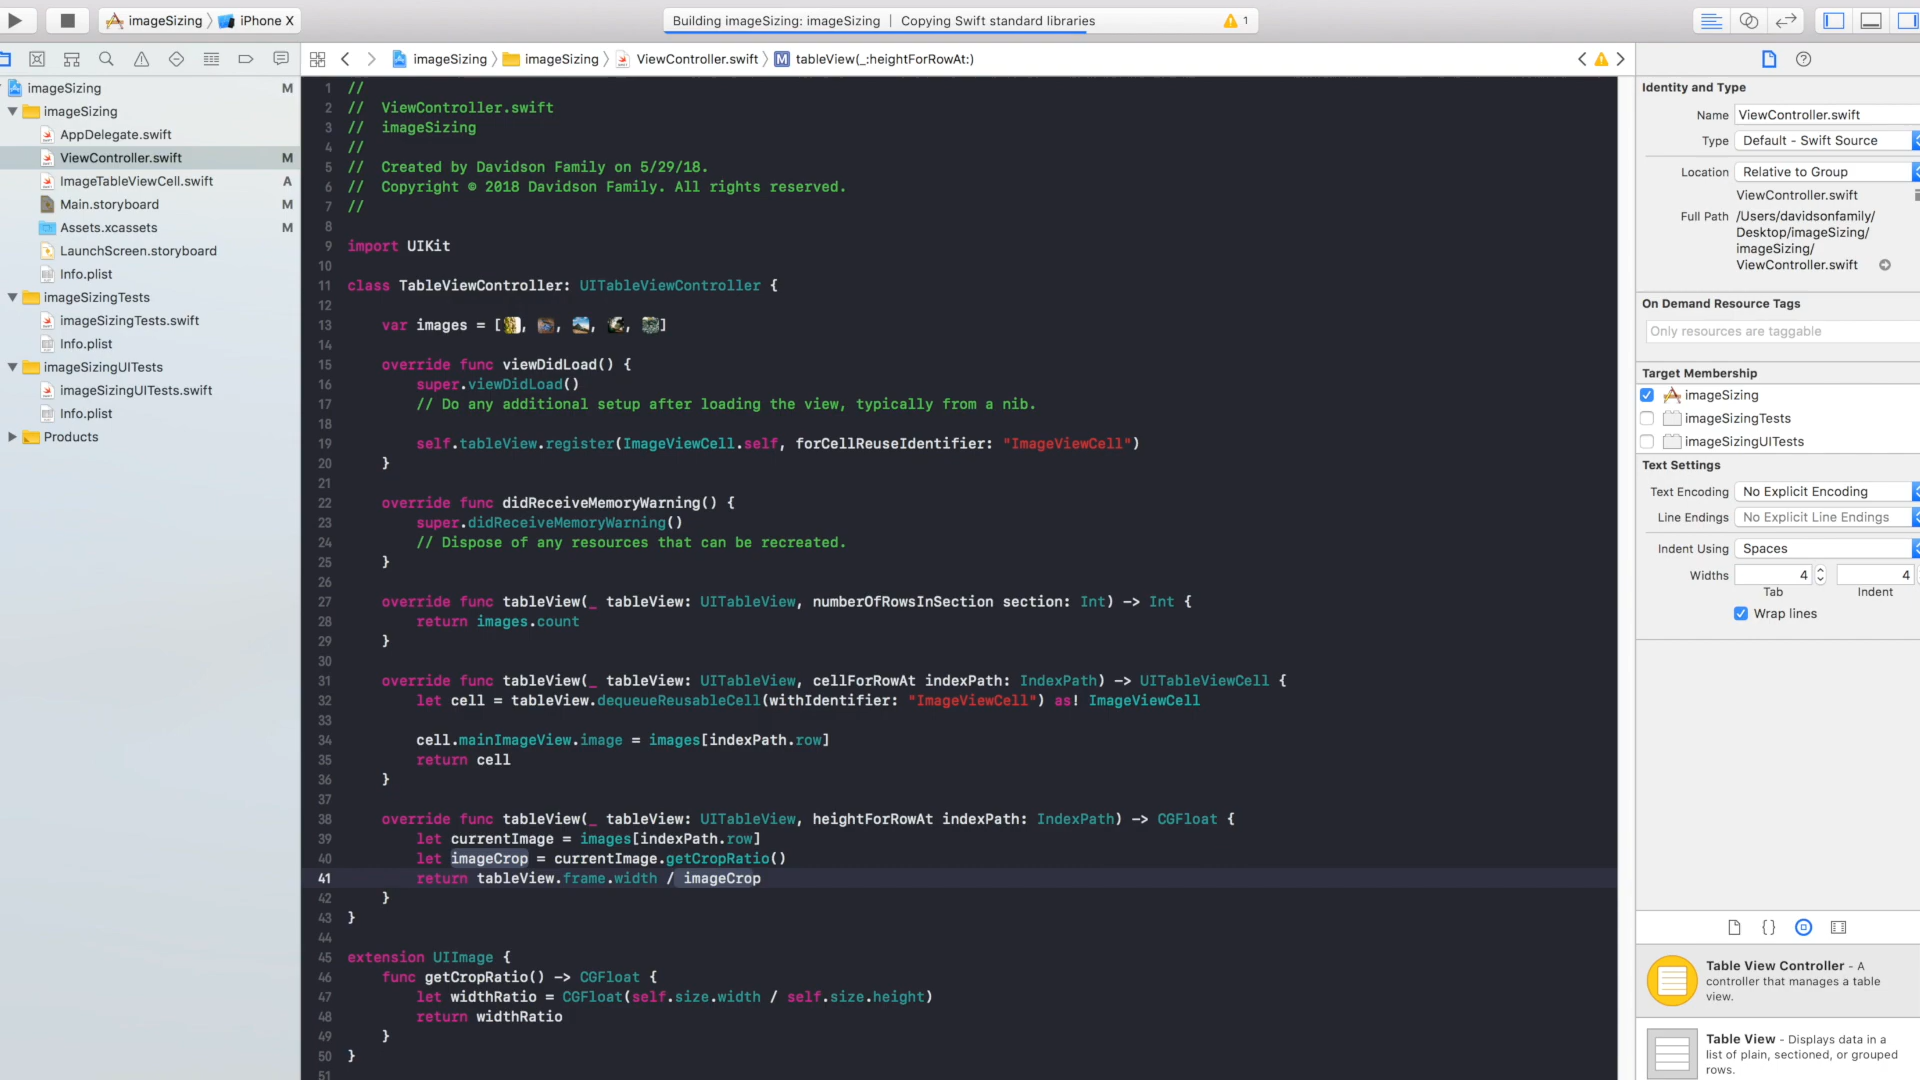 imageSizing
iPhone X
Building imageSizing: imageSizing | Copying Swift standard libraries
1
imageSizing
imageSizing
ViewController.swift
M
tableView(_:heightForRowAt:)
imageSizing M
imageSizing
AppDelegate.swift
ViewController.swift M
ImageTableViewCell.swift A
Main.storyboard M
Assets.xcassets M
LaunchScreen.storyboard
Info.plist
imageSizingTests
imageSizingTests.swift
Info.plist
imageSizingUITests
imageSizingUITests.swift
Info.plist
Products
1 //
2 //  ViewController.swift
3 //  imageSizing
4 //
5 //  Created by Davidson Family on 5/29/18.
6 //  Copyright © 2018 Davidson Family. All rights reserved.
7 //
8
9 import UIKit
10
11 class TableViewController: UITableViewController {
12
13     var images = [, , , , ]
14
15     override func viewDidLoad() {
16         super.viewDidLoad()
17         // Do any additional setup after loading the view, typically from a nib.
18
19         self.tableView.register(ImageViewCell.self, forCellReuseIdentifier: "ImageViewCell")
20     }
21
22     override func didReceiveMemoryWarning() {
23         super.didReceiveMemoryWarning()
24         // Dispose of any resources that can be recreated.
25     }
26
27     override func tableView(_ tableView: UITableView, numberOfRowsInSection section: Int) -> Int {
28         return images.count
29     }
30
31     override func tableView(_ tableView: UITableView, cellForRowAt indexPath: IndexPath) -> UITableViewCell {
32         let cell = tableView.dequeueReusableCell(withIdentifier: "ImageViewCell") as! ImageViewCell
33
34         cell.mainImageView.image = images[indexPath.row]
35         return cell
36     }
37
38     override func tableView(_ tableView: UITableView, heightForRowAt indexPath: IndexPath) -> CGFloat {
39         let currentImage = images[indexPath.row]
40         let imageCrop = currentImage.getCropRatio()
41         return tableView.frame.width / imageCrop
42     }
43 }
44
45 extension UIImage {
46     func getCropRatio() -> CGFloat {
47         let widthRatio = CGFloat(self.size.width / self.size.height)
48         return widthRatio
49     }
50 }
51
Identity and Type
Name ViewController.swift
Type Default - Swift Source
Location Relative to Group
ViewController.swift
Full Path /Users/davidsonfamily/
Desktop/imageSizing/
imageSizing/
ViewController.swift
On Demand Resource Tags
Only resources are taggable
Target Membership
imageSizing
imageSizingTests
imageSizingUITests
Text Settings
Text Encoding No Explicit Encoding
Line Endings No Explicit Line Endings
Indent Using Spaces
Widths 4 4
Tab Indent
Wrap lines
{}
Table View Controller - A
controller that manages a table
view.
Table View - Displays data in a
list of plain, sectioned, or grouped
rows.